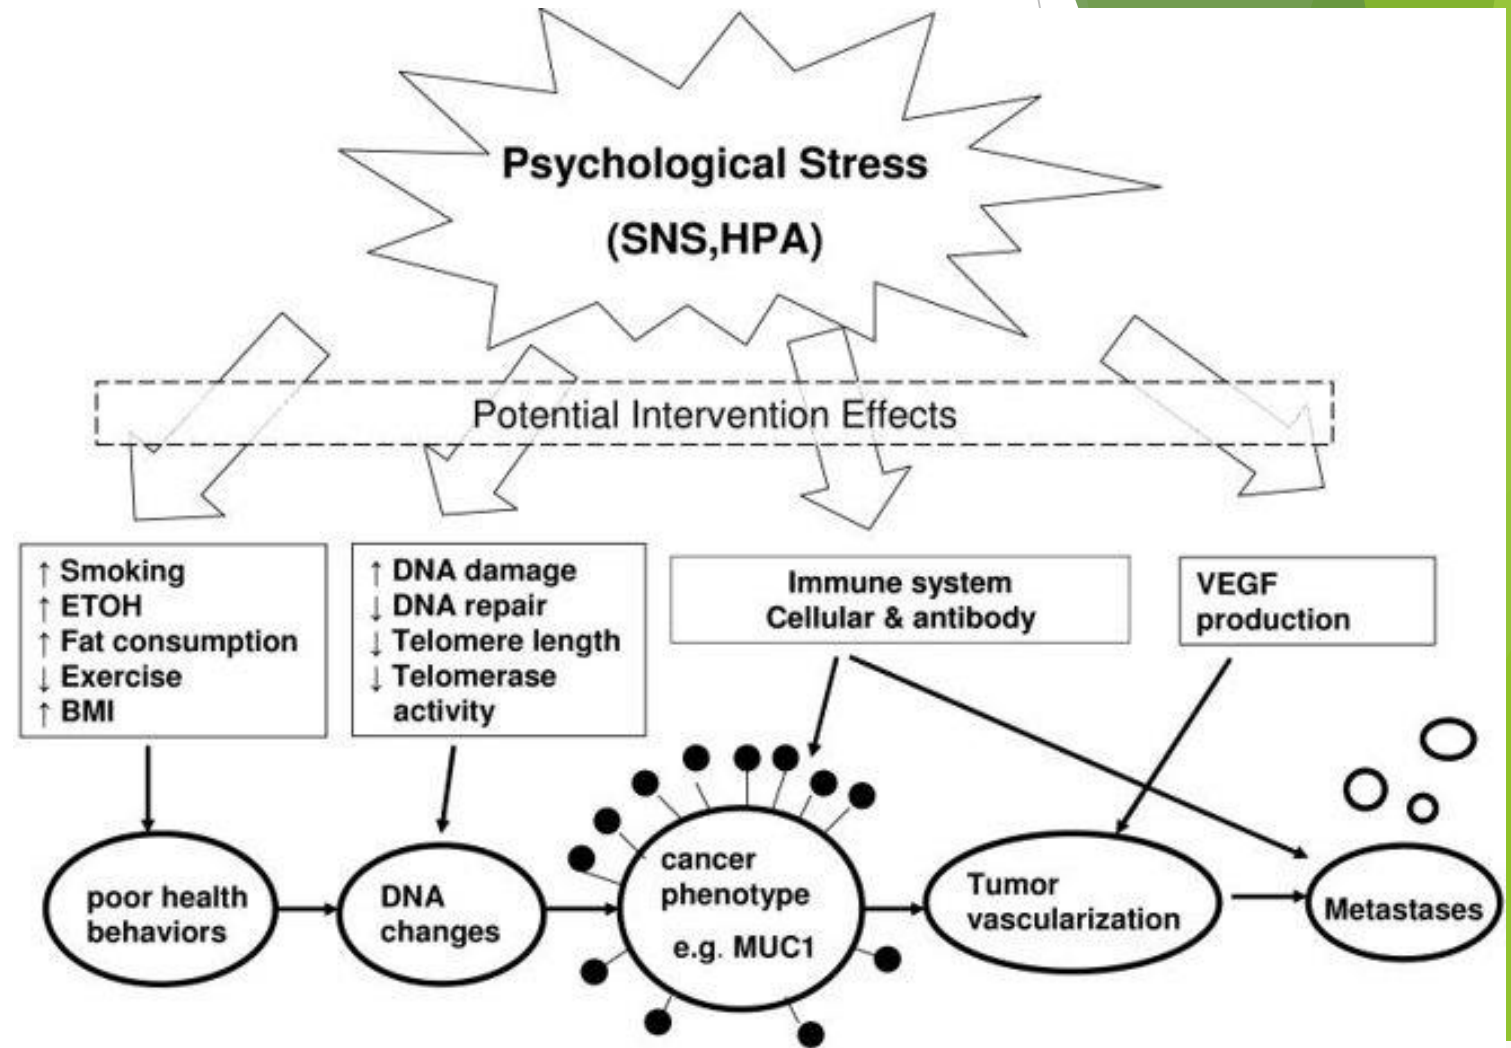 Psychological Stress
(SNS,HPA)
Potential Intervention Effects
↑ Smoking
↑ ETOH
↑ Fat consumption
↓ Exercise
↑ BMI
↑ DNA damage
↓ DNA repair
↓ Telomere length
↓ Telomerase
activity
Immune system
Cellular & antibody
VEGF
production
poor health
behaviors
DNA
changes
cancer
phenotype
e.g. MUC1
Tumor
vascularization
Metastases